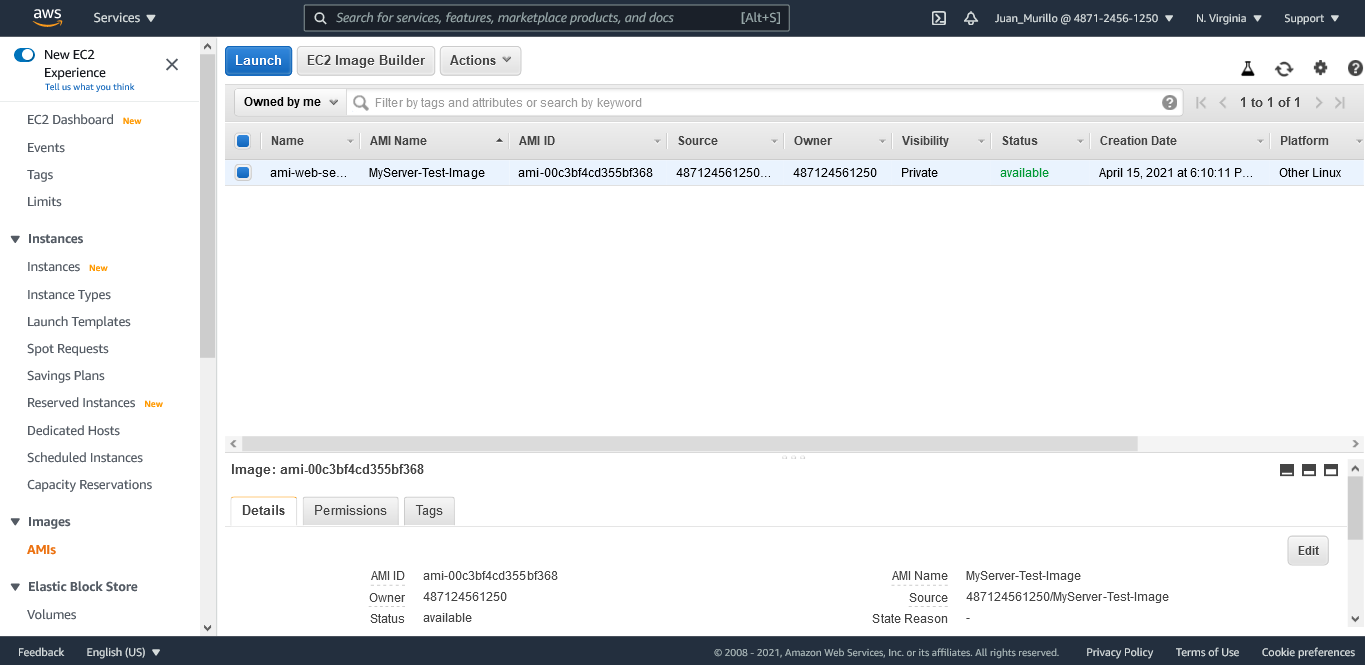 aws Services Search for services, features, marketplace products, and docs [Alt+S] Juan_Murillo @ 4871-2456-1250 N. Virginia Support
New EC2
Experience
Tell us what you think
EC2 Dashboard New
Events
Tags
Limits
Instances
Instances New
Instance Types
Launch Templates
Spot Requests
Savings Plans
Reserved Instances New
Dedicated Hosts
Scheduled Instances
Capacity Reservations
Images
AMIs
Elastic Block Store
Volumes
Launch EC2 Image Builder Actions
Owned by me Filter by tags and attributes or search by keyword 1 to 1 of 1
Name AMI Name AMI ID Source Owner Visibility Status Creation Date Platform
ami-web-se... MyServer-Test-Image ami-00c3bf4cd355bf368 487124561250... 487124561250 Private available April 15, 2021 at 6:10:11 P... Other Linux
Image: ami-00c3bf4cd355bf368
Details Permissions Tags
Edit
AMI ID ami-00c3bf4cd355bf368 AMI Name MyServer-Test-Image
Owner 487124561250 Source 487124561250/MyServer-Test-Image
Status available State Reason -
Feedback English (US) © 2008 - 2021, Amazon Web Services, Inc. or its affiliates. All rights reserved. Privacy Policy Terms of Use Cookie preferences